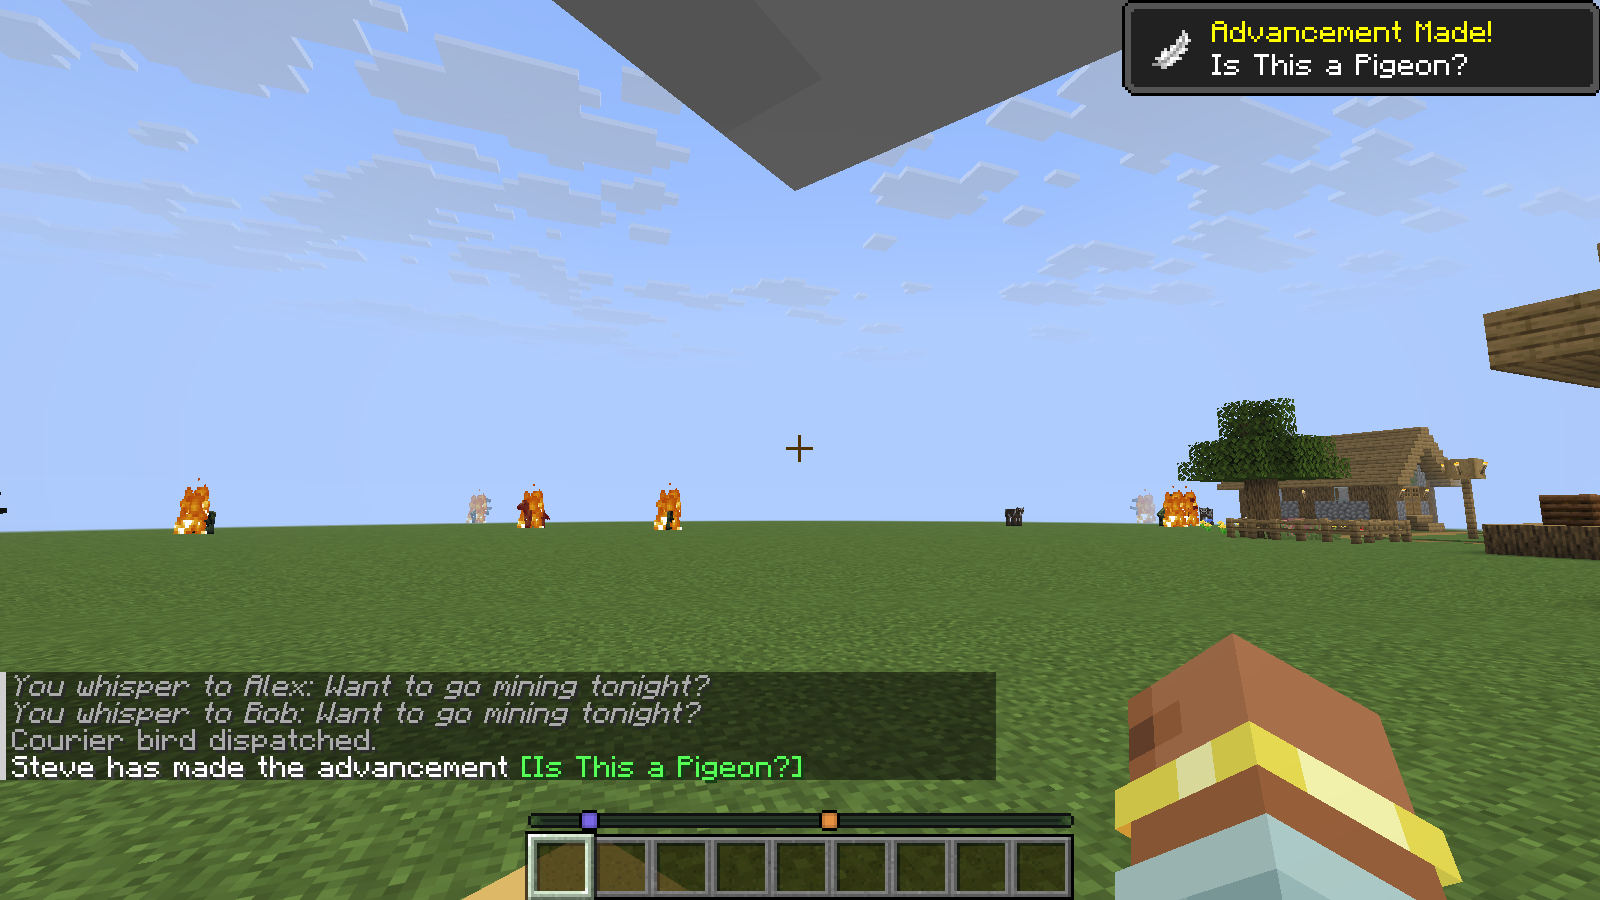 Advancement Made!
Is This a Pigeon?
You whisper to Alex: Want to go mining tonight?
You whisper to Bob: Want to go mining tonight?
Courier bird dispatched.
Steve has made the advancement [Is This a Pigeon?]